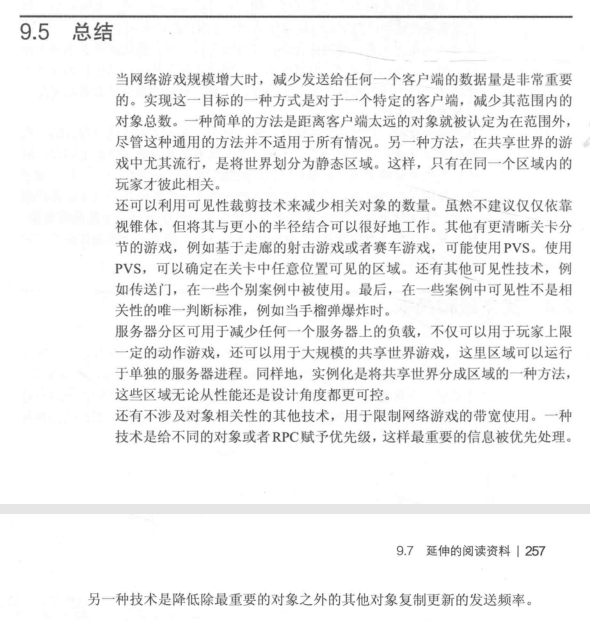 9.5 总结
当网络游戏规模增大时，减少发送给任何一个客户端的数据量是非常重要
的。实现这一目标的一种方式是对于一个特定的客户端，减少其范围内的
对象总数。一种简单的方法是距离客户端太远的对象就被认定为在范围外，
尽管这种通用的方法并不适用于所有情况。另一种方法，在共享世界的游
戏中尤其流行，是将世界划分为静态区域。这样，只有在同一个区域内的
玩家才彼此相关。
还可以利用可见性裁剪技术来减少相关对象的数量。虽然不建议仅仅依靠
视锥体，但将其与更小的半径结合可以很好地工作。其他有更清晰关卡分
节的游戏，例如基于走廊的射击游戏或者赛车游戏，可能使用PVS。使用
PVS，可以确定在关卡中任意位置可见的区域。还有其他可见性技术，例
如传送门，在一些个别案例中被使用。最后，在一些案例中可见性不是相
关性的唯一判断标准，例如当手榴弹爆炸时。
服务器分区可用于减少任何一个服务器上的负载，不仅可以用于玩家上限
一定的动作游戏，还可以用于大规模的共享世界游戏，这里区域可以运行
于单独的服务器进程。同样地，实例化是将共享世界分成区域的一种方法，
这些区域无论从性能还是设计角度都更可控。
还有不涉及对象相关性的其他技术，用于限制网络游戏的带宽使用。一种
技术是给不同的对象或者RPC赋予优先级，这样最重要的信息被优先处理。
9.7 延伸的阅读资料 | 257
另一种技术是降低除最重要的对象之外的其他对象复制更新的发送频率。